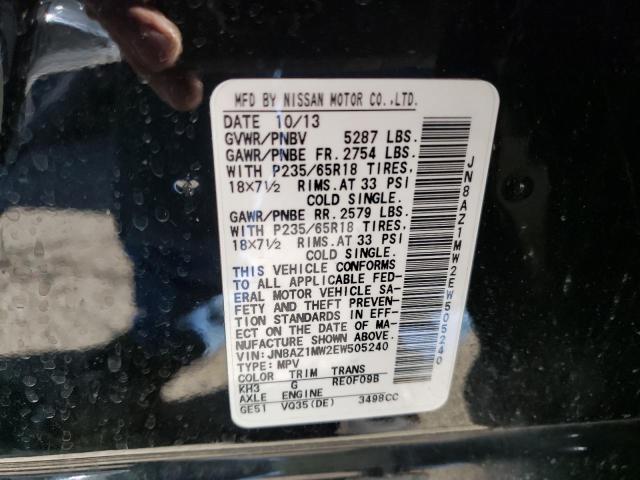 MFD BY NISSAN MOTOR CO.,LTD.
DATE 10/13
GVWR/PNBV 5287 LBS.
GAWR/PNBE FR. 2754 LBS.
WITH P235/65R18 TIRES,
18×7½ RIMS.AT 33 PSI
COLD SINGLE.
GAWR/PNBE RR. 2579 LBS.
WITH P235/65R18 TIRES,
18×7½ RIMS.AT 33 PSI
COLD SINGLE.
THIS VEHICLE CONFORMS
TO ALL APPLICABLE FED-
ERAL MOTOR VEHICLE SA-
FETY AND THEFT PREVEN-
TION STANDARDS IN EFF-
ECT ON THE DATE OF MA-
NUFACTURE SHOWN ABOVE.
VIN: JN8AZ1MW2EW505240
TYPE: MPV
COLOR TRIM TRANS
KH3 G RE0F09B
AXLE ENGINE
GE51 VQ35(DE) 3498CC
JN8AZ1MW2EW505240